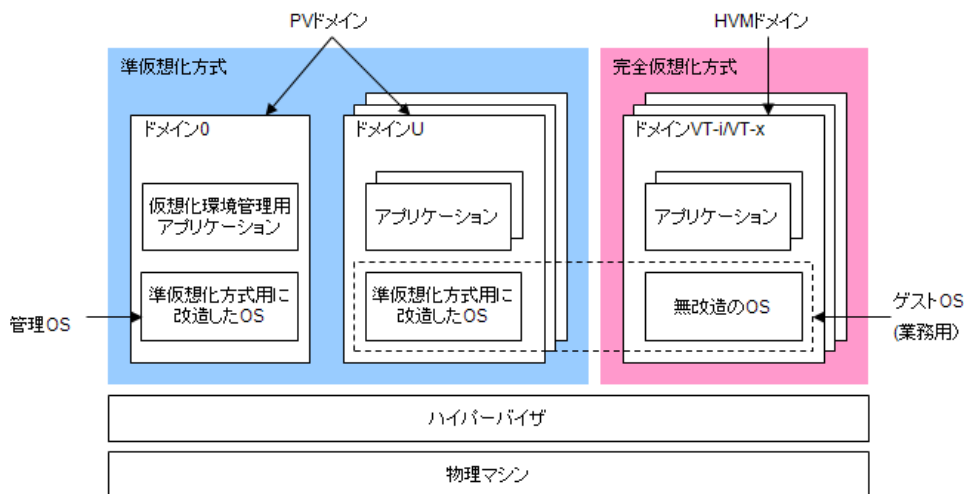 PVドメイン
HVMドメイン
準仮想化方式
完全仮想化方式
ドメイン0
ドメインU
ドメインVT-i/VT-x
仮想化環境管理用
アプリケーション
アプリケーション
アプリケーション
準仮想化方式用に
改造したOS
準仮想化方式用に
改造したOS
無改造のOS
管理OS
ゲストOS
(業務用)
ハイパーバイザ
物理マシン